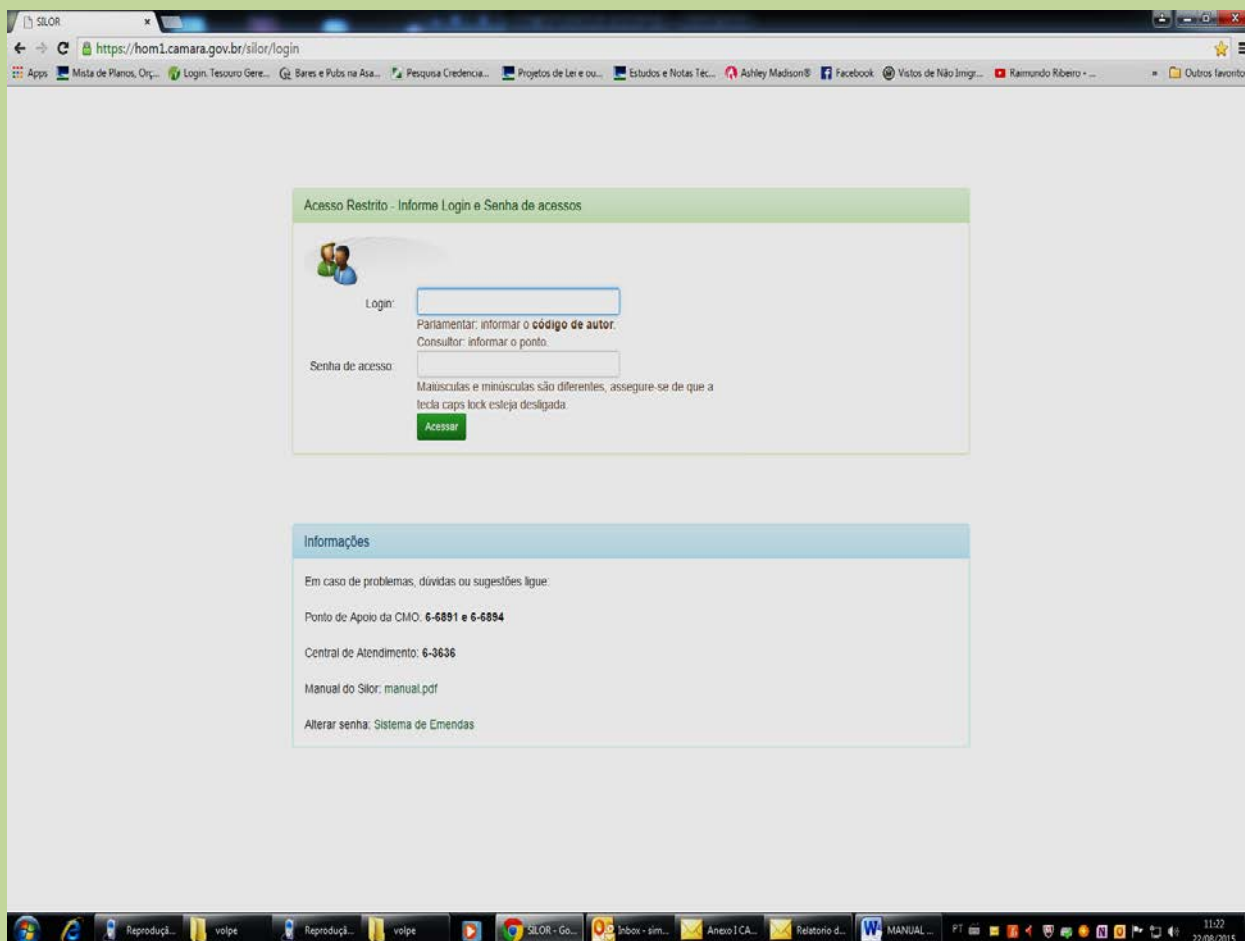 SILOR
https://hom1.camara.gov.br/silor/login
Apps Mista de Planos, Orç... Login. Tesouro Gere... Bares e Pubs na Asa... Pesquisa Credencia... Projetos de Lei e ou... Estudos e Notas Téc... Ashley Madison® Facebook Vistos de Não Imigr... Raimundo Ribeiro - ... » Outros favorito
Acesso Restrito - Informe Login e Senha de acessos
Login:
Parlamentar: informar o código de autor.
Consultor: informar o ponto.
Senha de acesso:
Maiúsculas e minúsculas são diferentes, assegure-se de que a
tecla caps lock esteja desligada.
Acessar
Informações
Em caso de problemas, dúvidas ou sugestões ligue:
Ponto de Apoio da CMO: 6-6891 e 6-6894
Central de Atendimento: 6-3636
Manual do Silor: manual.pdf
Alterar senha: Sistema de Emendas
Reproduçã... volpe Reproduçã... volpe SILOR - Go... Inbox - sim... Anexo I CA... Relatorio d... MANUAL ... PT 11:22
22/08/2015